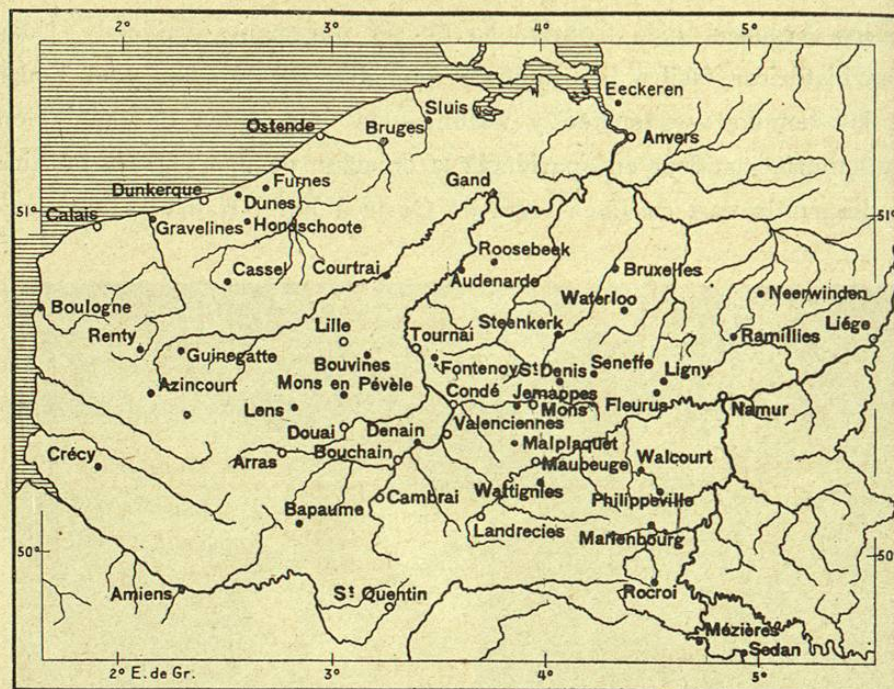 2° 3° 4° 5°
Eeckeren
Sluis
Ostende
Bruges
Anvers
Furnes
Gand
Dunkerque
Dunes
51° 51°
Calais
Gravelines
Hondschoote
Roosebeek
Cassel
Courtrai
Audenarde
Bruxelles
Neerwinden
Boulogne
Waterloo
Lille
Steenkerk
Liége
Renty
Tournai
Ramillies
Guinegatte
Bouvines
Fontenoy
St Denis
Seneffe
Ligny
Azincourt
Mons en Pévèle
Condé
Jemappes
Lens
Mons
Fleurus
Namur
Douai
Denain
Valenciennes
Malplaquet
Crécy
Arras
Bouchain
Maubeuge
Walcourt
Cambrai
Wattignies
Philippeville
Bapaume
Landrecies
Marienbourg
50° 50°
Amiens
St Quentin
Rocroi
Mézières
Sedan
2° E. de Gr. 3° 4° 5°